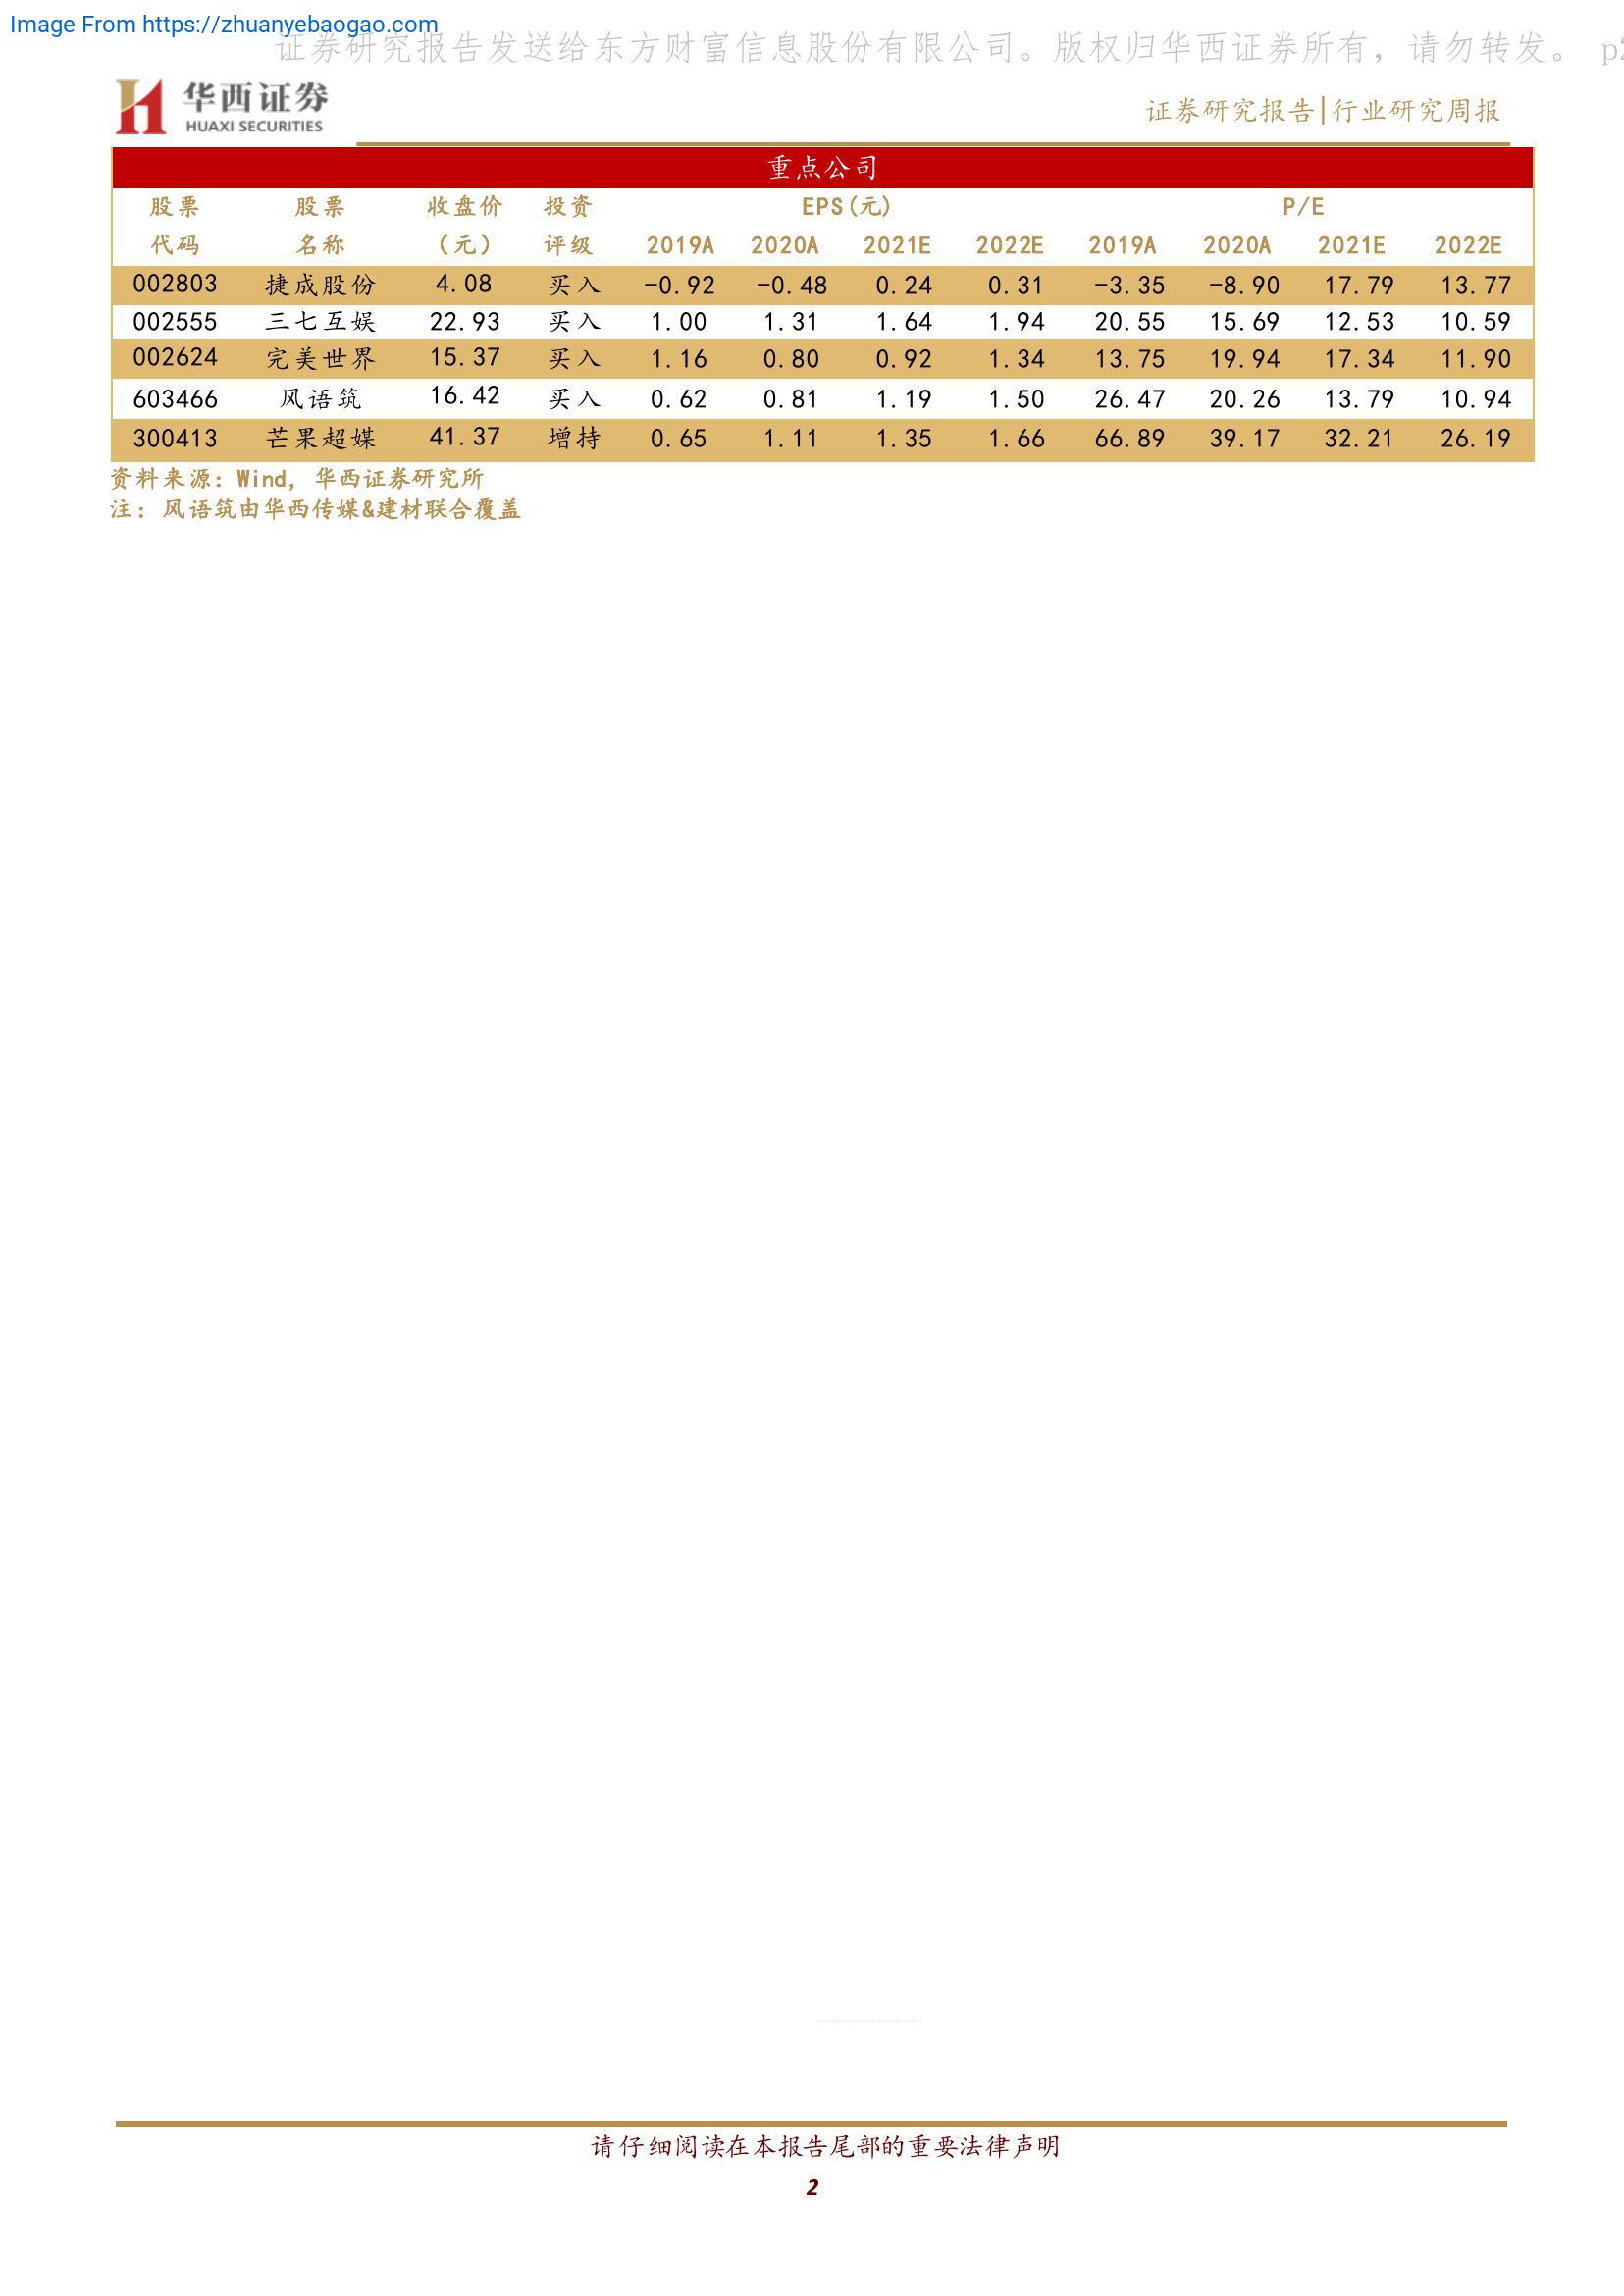 Image From https://zhuanyebaogao.com
证券研究报告发送给东方财富信息股份有限公司。版权归华西证券所有，请勿转发。 p2
华西证券
HUAXI SECURITIES
证券研究报告|行业研究周报
重点公司
股票 股票 收盘价 投资 EPS(元) P/E
代码 名称 （元） 评级 2019A 2020A 2021E 2022E 2019A 2020A 2021E 2022E
002803 捷成股份 4.08 买入 -0.92 -0.48 0.24 0.31 -3.35 -8.90 17.79 13.77
002555 三七互娱 22.93 买入 1.00 1.31 1.64 1.94 20.55 15.69 12.53 10.59
002624 完美世界 15.37 买入 1.16 0.80 0.92 1.34 13.75 19.94 17.34 11.90
603466 风语筑 16.42 买入 0.62 0.81 1.19 1.50 26.47 20.26 13.79 10.94
300413 芒果超媒 41.37 增持 0.65 1.11 1.35 1.66 66.89 39.17 32.21 26.19
资料来源：Wind，华西证券研究所
注：风语筑由华西传媒&建材联合覆盖
请仔细阅读在本报告尾部的重要法律声明
2